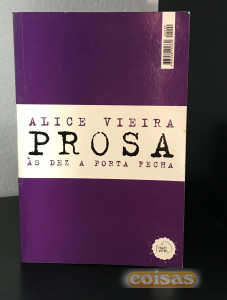 ALICE VIEIRA
PROSA
ÀS DEZ A PORTA FECHA
coisas